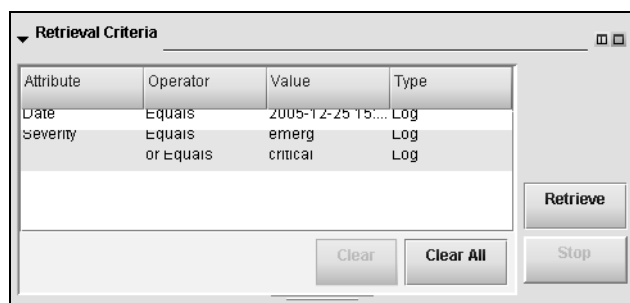 Retrieval Criteria
Attribute Operator Value Type
Date Equals 2005-12-25 15:... Log
Severity Equals emerg Log
or Equals critical Log
Retrieve
Clear Clear All Stop